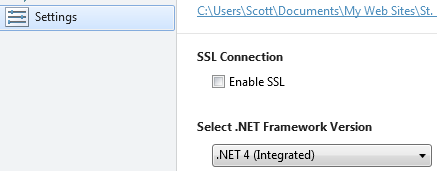 C:\Users\Scott\Documents\My Web Sites\St.
Settings
SSL Connection
Enable SSL
Select .NET Framework Version
.NET 4 (Integrated)